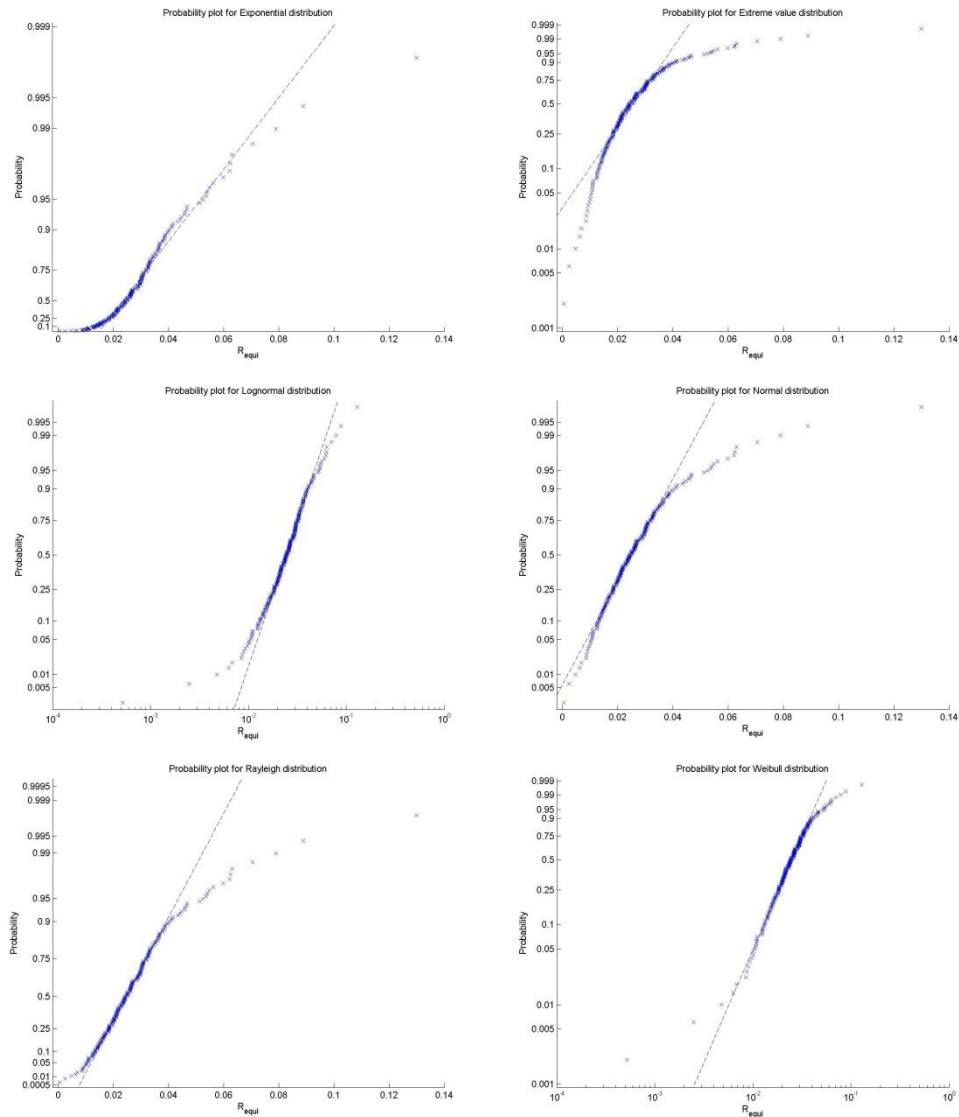 Probability plot for Exponential distribution
0.999
0.995
0.99
0.95
0.9
0.75
0.5
0.25
0.1
Probability
0 0.02 0.04 0.06 0.08 0.1 0.12 0.14
R_equi
Probability plot for Extreme value distribution
0.999
0.99
0.95
0.9
0.75
0.5
0.25
0.1
0.05
0.01
0.005
0.001
Probability
0 0.02 0.04 0.06 0.08 0.1 0.12 0.14
R_equi
Probability plot for Lognormal distribution
0.995
0.99
0.95
0.9
0.75
0.5
0.25
0.1
0.05
0.01
0.005
Probability
10^-4 10^-3 10^-2 10^-1 10^0
R_equi
Probability plot for Normal distribution
0.995
0.99
0.95
0.9
0.75
0.5
0.25
0.1
0.05
0.01
0.005
Probability
0 0.02 0.04 0.06 0.08 0.1 0.12 0.14
R_equi
Probability plot for Rayleigh distribution
0.9995
0.999
0.995
0.99
0.95
0.9
0.75
0.5
0.25
0.1
0.05
0.01
0.0005
Probability
0 0.02 0.04 0.06 0.08 0.1 0.12 0.14
R_equi
Probability plot for Weibull distribution
0.999
0.99
0.95
0.9
0.75
0.5
0.25
0.1
0.05
0.01
0.005
0.001
Probability
10^-4 10^-3 10^-2 10^-1 10^0
R_equi